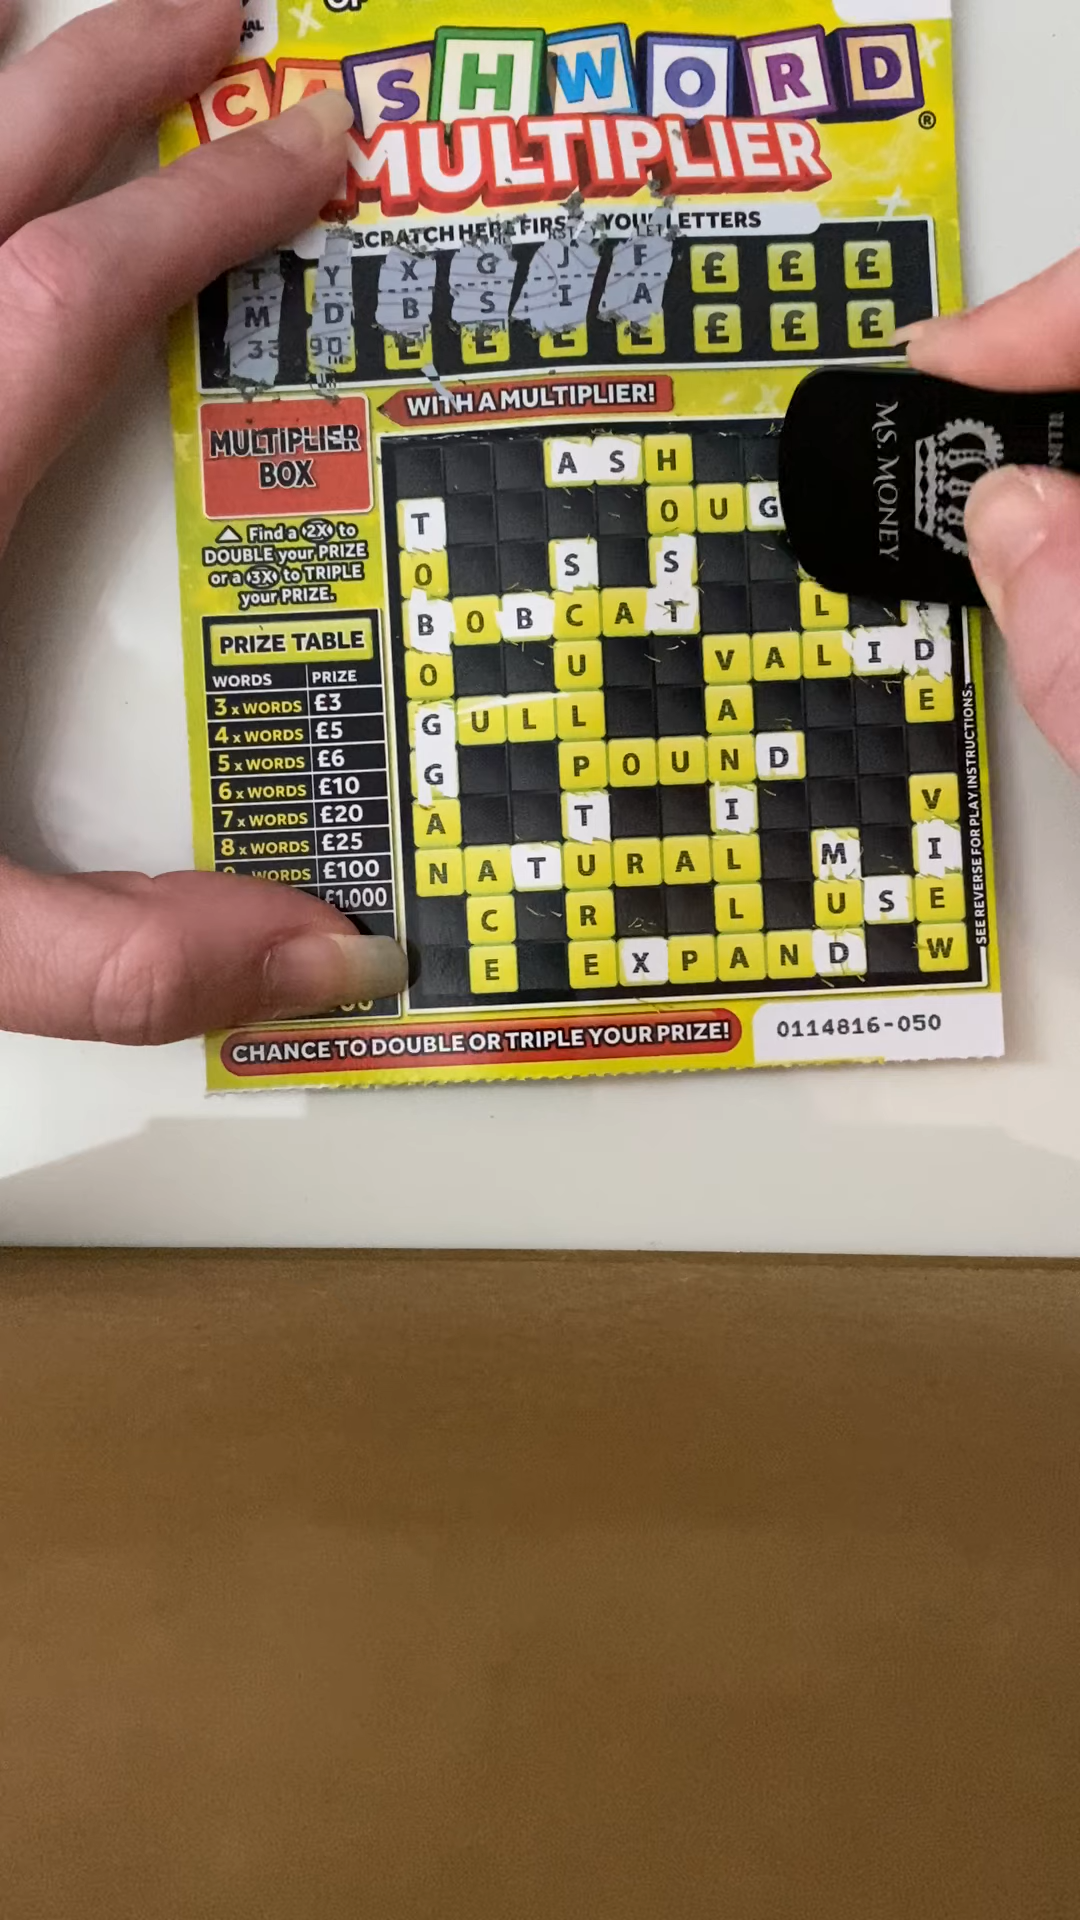 CASHWORD
®
MULTIPLIER
SCRATCH HERE FIRST YOUR LETTERS
T Y X G J F £ £ £
M D B S I A £ £ £
33 90 £ £ £ £
MULTIPLIER
BOX
WITH A MULTIPLIER!
Find a 2X to
DOUBLE your PRIZE
or a 3X to TRIPLE
your PRIZE.
PRIZE TABLE
WORDS PRIZE
3 x WORDS £3
4 x WORDS £5
5 x WORDS £6
6 x WORDS £10
7 x WORDS £20
8 x WORDS £25
WORDS £100
£1,000
A S H
T O U G
O S S
B O B C A T L
O U V A L I D
G U L L A E
G P O U N D
A T I V
N A T U R A L M I
C R L U S E
E E X P A N D W
MS. MONEY
SEE REVERSE FOR PLAY INSTRUCTIONS.
CHANCE TO DOUBLE OR TRIPLE YOUR PRIZE!
0114816-050